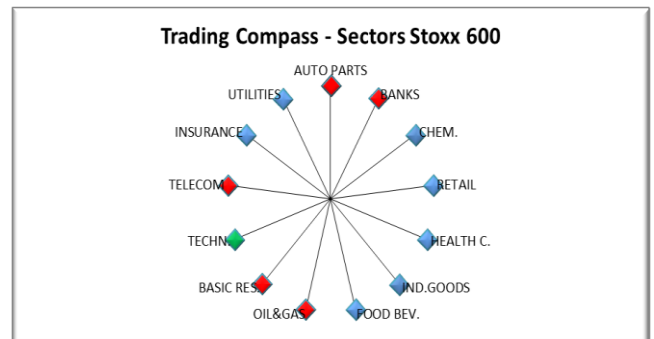 Trading Compass - Sectors Stoxx 600
AUTO PARTS
UTILITIES
BANKS
INSURANCE
CHEM.
TELECOM
RETAIL
TECHN.
HEALTH C.
BASIC RES.
IND.GOODS
OIL&GAS
FOOD BEV.